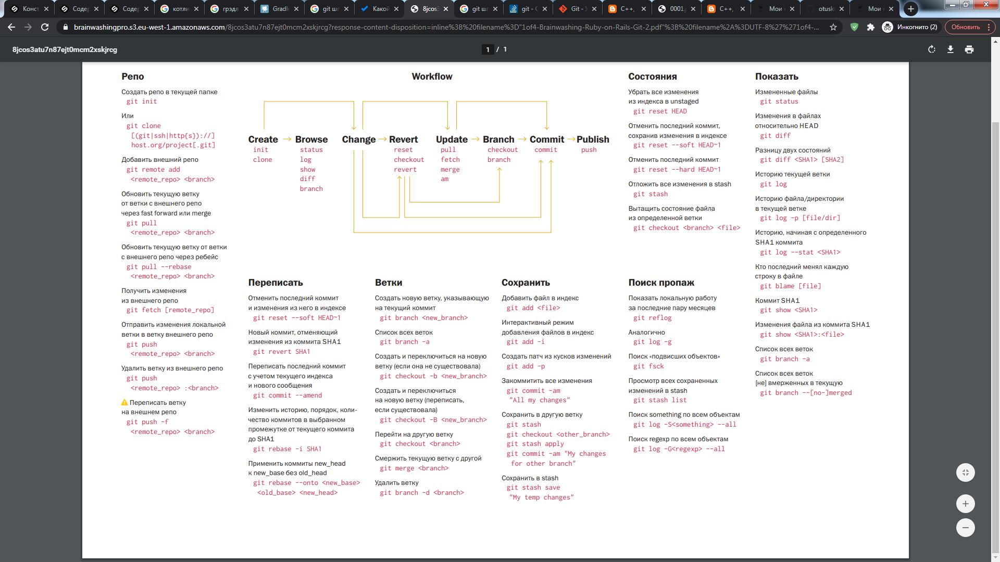 Конст
Содер
Содер
котли
грэдл
Gradle
git шп
Какой
8jcos3
git шп
git - С
Git - У
C++,
0001.
C++,
Мои к
otusk
Мои к
brainwashingpro.s3.eu-west-1.amazonaws.com/8jcos3atu7n87ejt0mcm2xskjrcg?response-content-disposition=inline%3B%20filename%3D"1of4-Brainwashing-Ruby-on-Rails-Git-2.pdf"%3B%20filename%2A%3DUTF-8%27%271of4-...
Инкогнито (2)
Обновить
8jcos3atu7n87ejt0mcm2xskjrcg
1 / 1
Репо
Создать репо в текущей папке
git init
Или
git clone
[(git|ssh|http{s})://]
host.org/project[.git]
Добавить внешний репо
git remote add
<remote_repo> <branch>
Обновить текущую ветку
от ветки с внешнего репо
через fast forward или merge
git pull
<remote_repo> <branch>
Обновить текущую ветку от ветки
с внешнего репо через ребейс
git pull --rebase
<remote_repo> <branch>
Получить изменения
из внешнего репо
git fetch [remote_repo]
Отправить изменения локальной
ветки в ветку внешнего репо
git push
<remote_repo> <branch>
Удалить ветку из внешнего репо
git push
<remote_repo> :<branch>
Переписать ветку
на внешнем репо
git push -f
<remote_repo> <branch>
Workflow
Create
init
clone
Browse
status
log
show
diff
branch
Change
Revert
reset
checkout
revert
Update
pull
fetch
merge
am
Branch
checkout
branch
Commit
commit
Publish
push
Переписать
Отменить последний коммит
и изменения из него в индексе
git reset --soft HEAD~1
Новый коммит, отменяющий
изменения из коммита SHA1
git revert SHA1
Переписать последний коммит
с учетом текущего индекса
и нового сообщения
git commit --amend
Изменить историю, порядок, коли-
чество коммитов в выбранном
промежутке от текущего коммита
до SHA1
git rebase -i SHA1
Применить коммиты new_head
к new_base без old_head
git rebase --onto <new_base>
<old_base> <new_head>
Ветки
Создать новую ветку, указывающую
на текущий коммит
git branch <new_branch>
Список всех веток
git branch -a
Создать и переключиться на новую
ветку (если она не существовала)
git checkout -b <new_branch>
Создать и переключиться
на новую ветку (переписать,
если существовала)
git checkout -B <new_branch>
Перейти на другую ветку
git checkout <branch>
Смержить текущую ветку с другой
git merge <branch>
Удалить ветку
git branch -d <branch>
Сохранить
Добавить файл в индекс
git add <file>
Интерактивный режим
добавления файлов в индекс
git add -i
Создать патч из кусков изменений
git add -p
Закоммитить все изменения
git commit -am
"All my changes"
Сохранить в другую ветку
git stash
git checkout <other_branch>
git stash apply
git commit -am "My changes
for other branch"
Сохранить в stash
git stash save
"My temp changes"
Состояния
Убрать все изменения
из индекса в unstaged
git reset HEAD
Отменить последний коммит,
сохранив изменения в индексе
git reset --soft HEAD~1
Отменить последний коммит
git reset --hard HEAD~1
Отложить все изменения в stash
git stash
Вытащить состояние файла
из определенной ветки
git checkout <branch> <file>
Поиск пропаж
Показать локальную работу
за последние пару месяцев
git reflog
Аналогично
git log -g
Поиск «подвисших объектов»
git fsck
Просмотр всех сохраненных
изменений в stash
git stash list
Поиск something по всем объектам
git log -S<something> --all
Поиск regexp по всем объектам
git log -G<regexp> --all
Показать
Измененные файлы
git status
Изменения в файлах
относительно HEAD
git diff
Разницу двух состояний
git diff <SHA1> [SHA2]
Историю текущей ветки
git log
Историю файла/директории
в текущей ветке
git log -p [file/dir]
Историю, начиная с определенного
SHA1 коммита
git log --stat <SHA1>
Кто последний менял каждую
строку в файле
git blame [file]
Коммит SHA1
git show <SHA1>
Изменения файла из коммита SHA1
git show <SHA1>:<file>
Список всех веток
git branch -a
Список всех веток
[не] вмерженных в текущую
git branch --[no-]merged